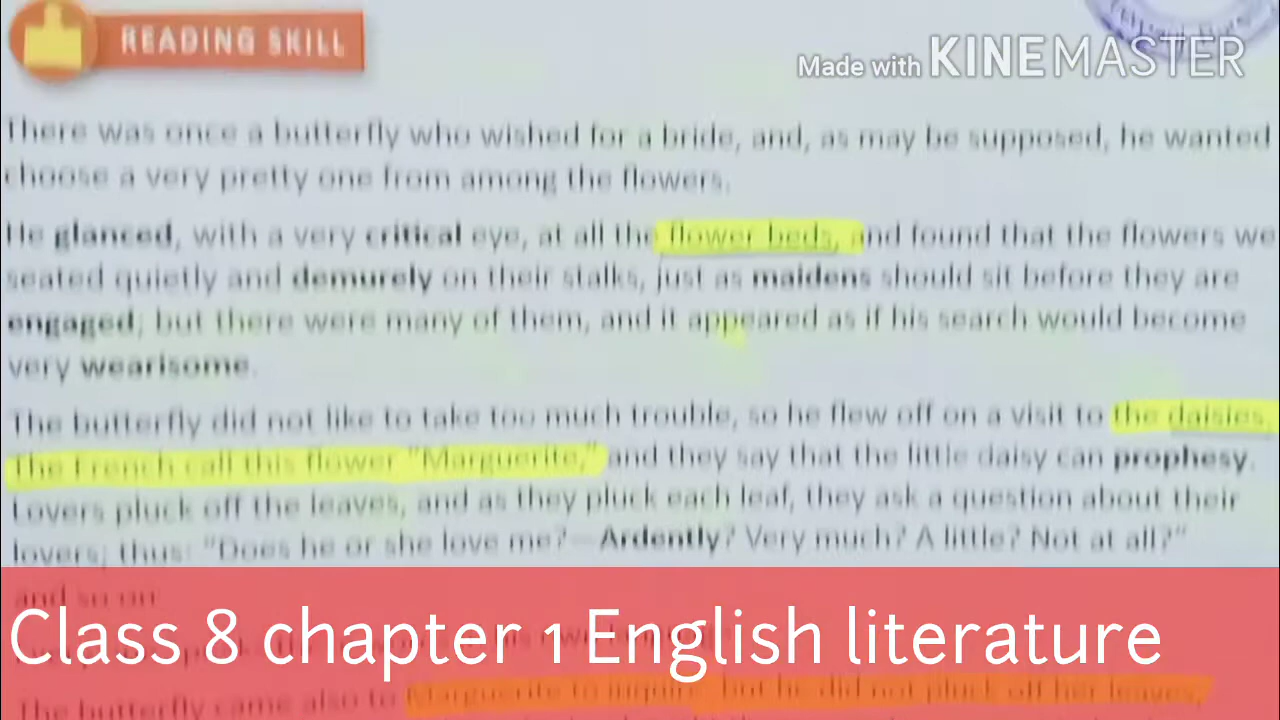 READING SKILL
Made with KINEMASTER
There was once a butterfly who wished for a bride, and, as may be supposed, he wanted
choose a very pretty one from among the flowers.
He glanced, with a very critical eye, at all the flower beds, and found that the flowers we
seated quietly and demurely on their stalks, just as maidens should sit before they are
engaged; but there were many of them, and it appeared as if his search would become
very wearisome.
The butterfly did not like to take too much trouble, so he flew off on a visit to the daisies.
The French call this flower "Marguerite," and they say that the little daisy can prophesy.
Lovers pluck off the leaves, and as they pluck each leaf, they ask a question about their
lovers; thus: "Does he or she love me?—Ardently? Very much? A little? Not at all?"
and so on
Class 8 chapter 1 English literature
The butterfly came also to Marguerite to inquire, but he did not pluck off her leaves;